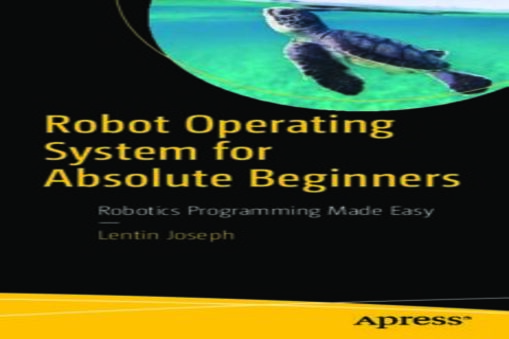 Robot Operating
System for
Absolute Beginners
Robotics Programming Made Easy
Lentin Joseph
Apress®